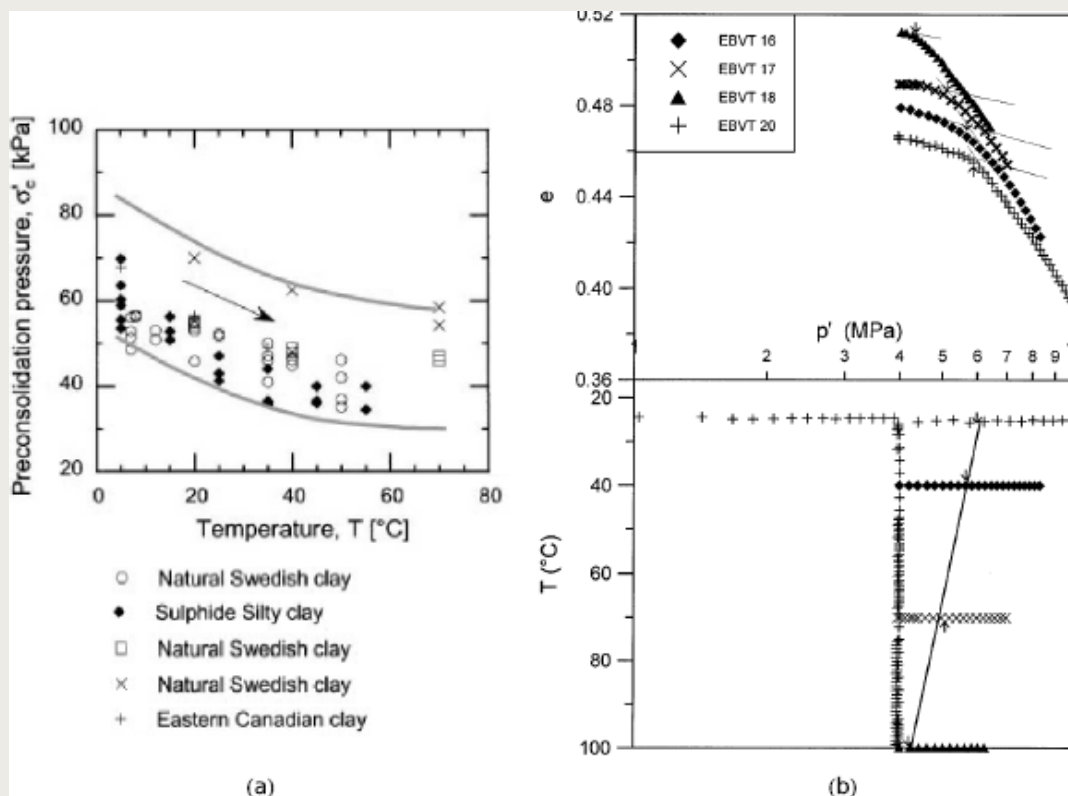 100
80
60
40
20
0 20 40 60 80
Preconsolidation pressure, σ'c [kPa]
Temperature, T [°C]
Natural Swedish clay
Sulphide Silty clay
Natural Swedish clay
Natural Swedish clay
Eastern Canadian clay
(a)
EBVT 16
EBVT 17
EBVT 18
EBVT 20
0.52
0.48
0.44
0.40
0.36
e
p' (MPa)
1 2 3 4 5 6 7 8 9
20
40
60
80
100
T (°C)
(b)